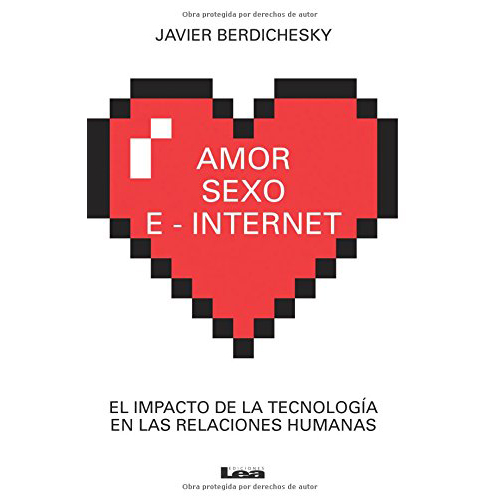 Obra protegida por derechos de autor
JAVIER BERDICHESKY
AMOR
SEXO
E - INTERNET
EL IMPACTO DE LA TECNOLOGÍA
EN LAS RELACIONES HUMANAS
EDICIONES
Lea
Obra protegida por derechos de autor